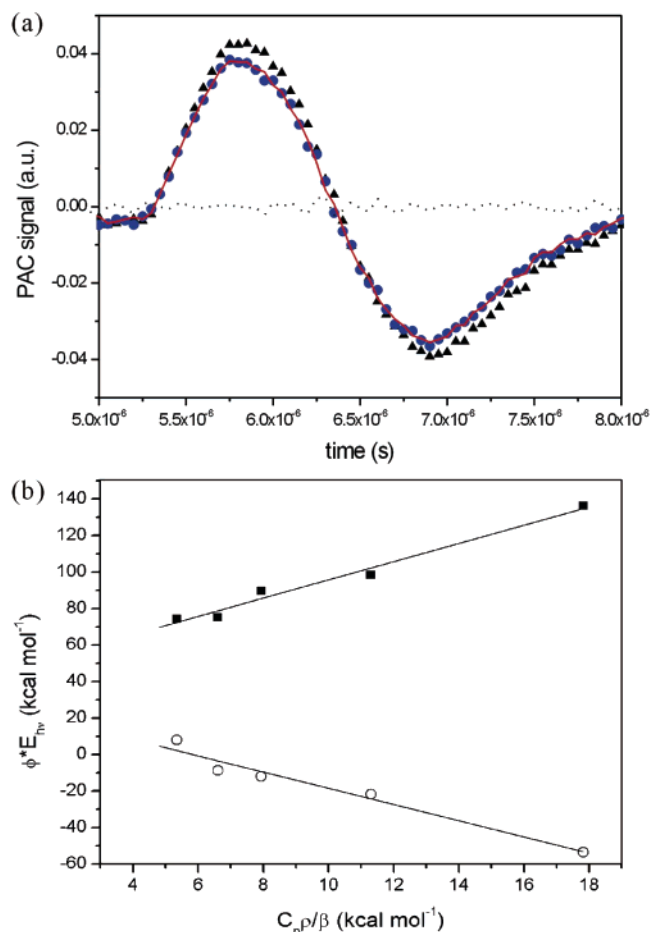 (a)
PAC signal (a.u.)
0.04
0.02
0.00
-0.02
-0.04
5.0x10⁻⁶ 5.5x10⁻⁶ 6.0x10⁻⁶ 6.5x10⁻⁶ 7.0x10⁻⁶ 7.5x10⁻⁶ 8.0x10⁻⁶
time (s)
(b)
ϕ*E_hν (kcal mol⁻¹)
140
120
100
80
60
40
20
0
-20
-40
-60
4 6 8 10 12 14 16 18
C_pρ/β (kcal mol⁻¹)